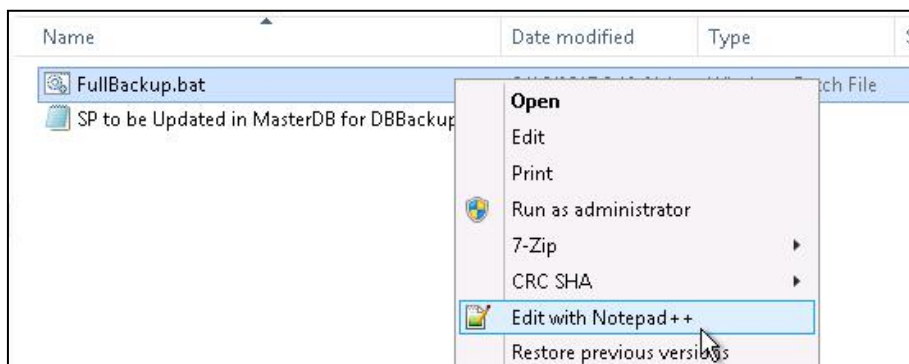 Name Date modified Type
FullBackup.bat
SP to be Updated in MasterDB for DBBackup
Open
Edit
Print
Run as administrator
7-Zip
CRC SHA
Edit with Notepad++
Restore previous versions